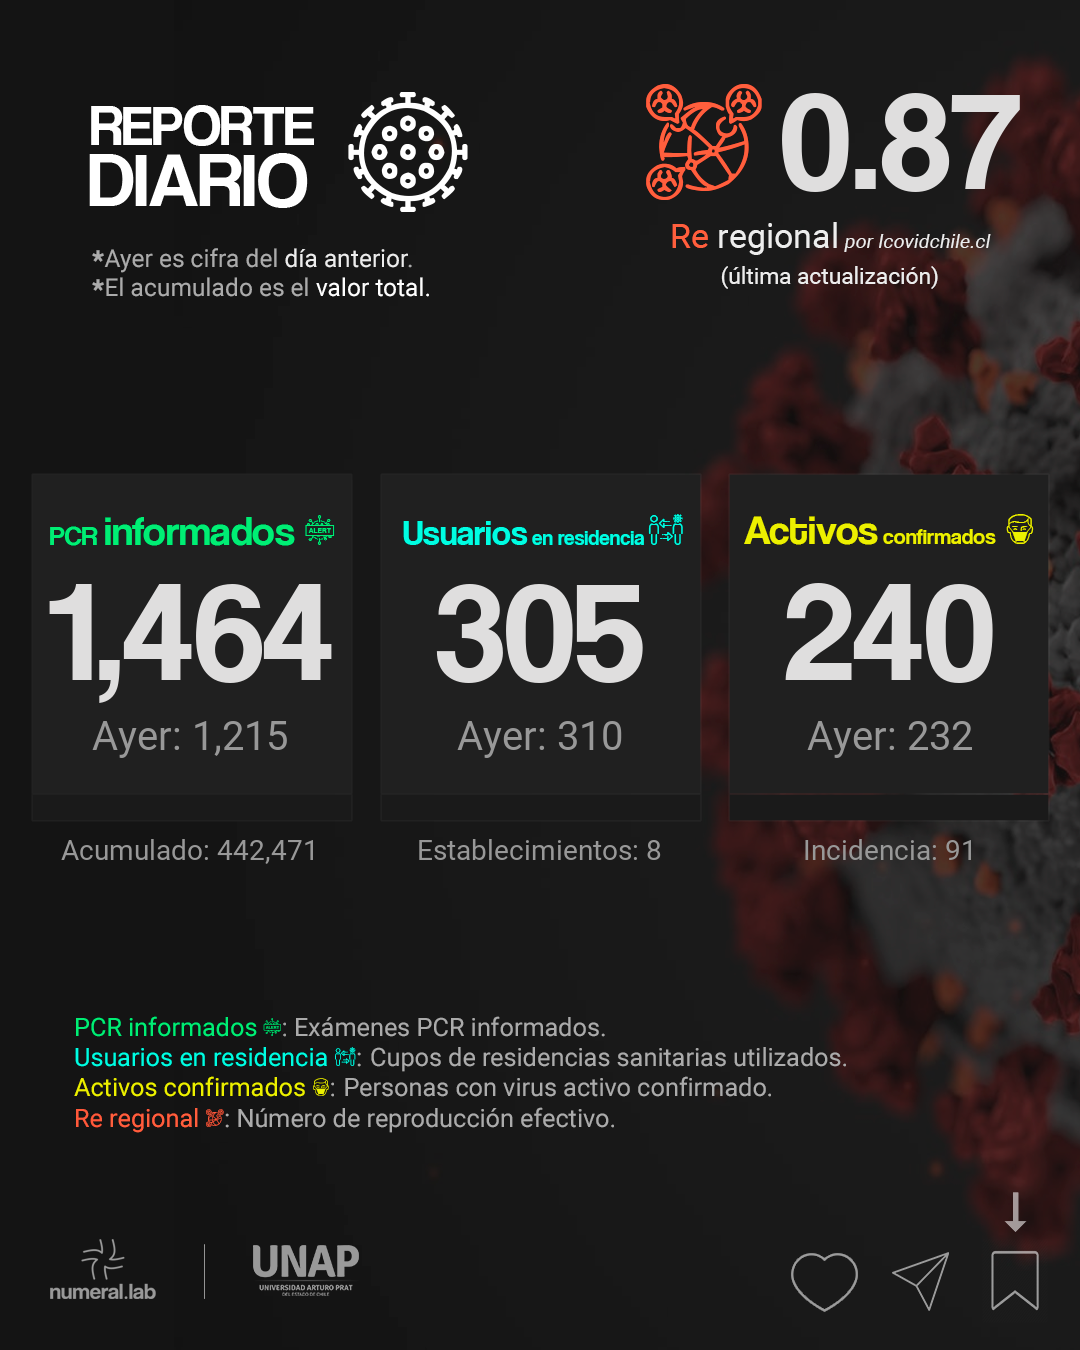 REPORTE
DIARIO
*Ayer es cifra del día anterior.
*El acumulado es el valor total.
0.87
Re regional por Icovidchile.cl
(última actualización)
PCR informados ALERT
1,464
Ayer: 1,215
Acumulado: 442,471
Usuarios en residencia
305
Ayer: 310
Establecimientos: 8
Activos confirmados
240
Ayer: 232
Incidencia: 91
PCR informados ALERT: Exámenes PCR informados.
Usuarios en residencia : Cupos de residencias sanitarias utilizados.
Activos confirmados : Personas con virus activo confirmado.
Re regional : Número de reproducción efectivo.
numeral.lab
UNAP
UNIVERSIDAD ARTURO PRAT
DEL ESTADO DE CHILE